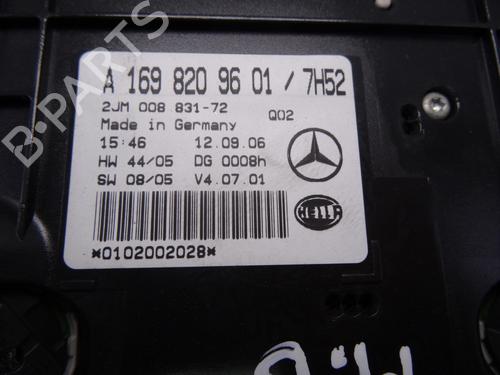 A 169 820 96 01 / 7H52
2JM 008 831-72 Q02
Made in Germany
15:46 12.09.06
HW 44/05 DG 0008h
SW 08/05 V4.07.01
HELLA
*0102002028*